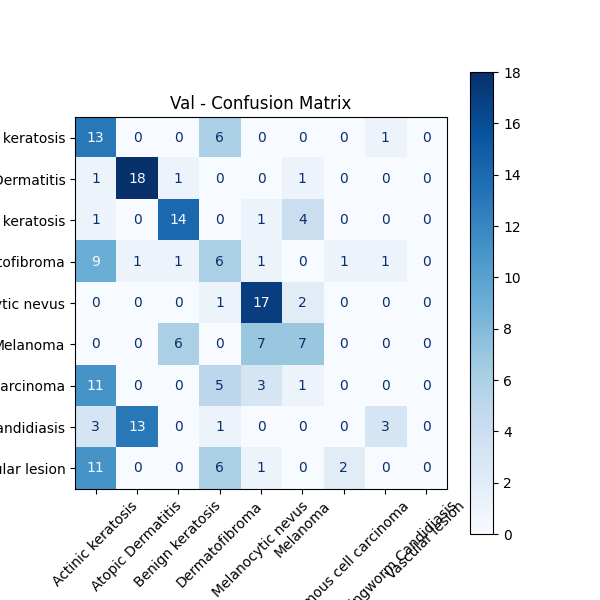 Val - Confusion Matrix
keratosis 13 0 0 6 0 0 0 1 0
Dermatitis 1 18 1 0 0 1 0 0 0
keratosis 1 0 14 0 1 4 0 0 0
tofibroma 9 1 1 6 1 0 1 1 0
ytic nevus 0 0 0 1 17 2 0 0 0
Melanoma 0 0 6 0 7 7 0 0 0
arcinoma 11 0 0 5 3 1 0 0 0
andidiasis 3 13 0 1 0 0 0 3 0
ular lesion 11 0 0 6 1 0 2 0 0
Actinic keratosis
Atopic Dermatitis
Benign keratosis
Dermatofibroma
Melanocytic nevus
Melanoma
mous cell carcinoma
ingworm Candidiasis
Vascular lesion
18
16
14
12
10
8
6
4
2
0